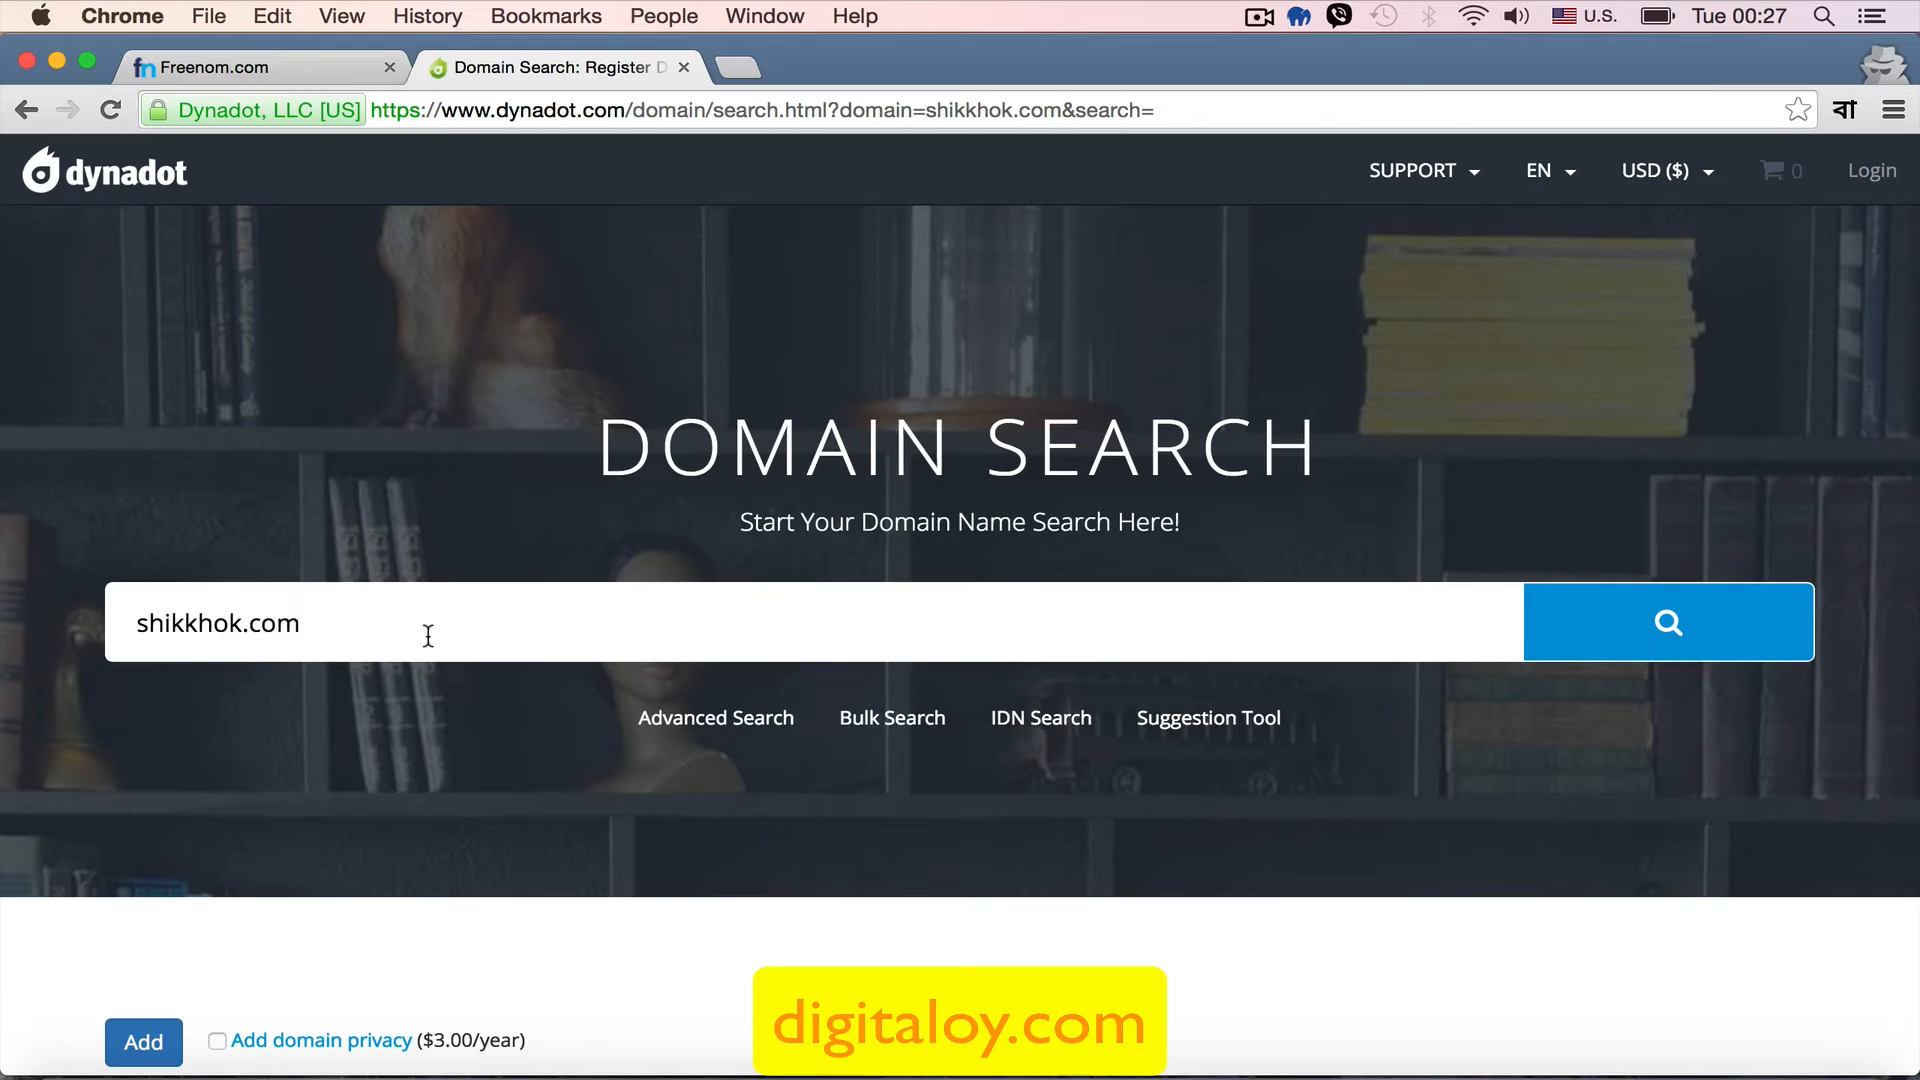 Chrome File Edit View History Bookmarks People Window Help U.S. Tue 00:27
fn Freenom.com Domain Search: Register D
Dynadot, LLC [US] https://www.dynadot.com/domain/search.html?domain=shikkhok.com&search= বা
dynadot SUPPORT EN USD ($) 0 Login
DOMAIN SEARCH
Start Your Domain Name Search Here!
shikkhok.com
Advanced Search Bulk Search IDN Search Suggestion Tool
Add Add domain privacy ($3.00/year)
digitaloy.com